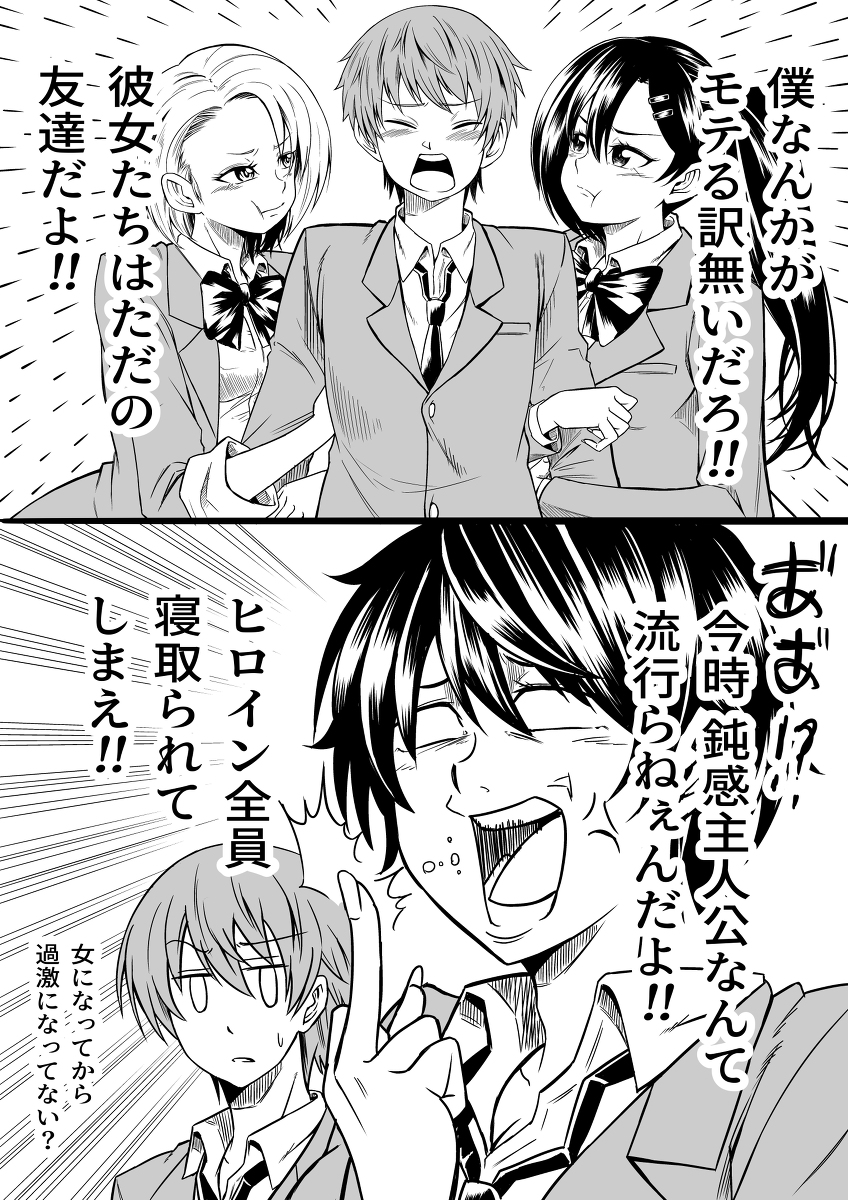 僕なんかが
モテる訳無いだろ!!
彼女たちはただの
友達だよ!!
あ゛あ゛!?
今時 鈍感主人公なんて
流行らねぇんだよ!!
ヒロイン全員
寝取られて
しまえ!!
女になってから
過激になってない？